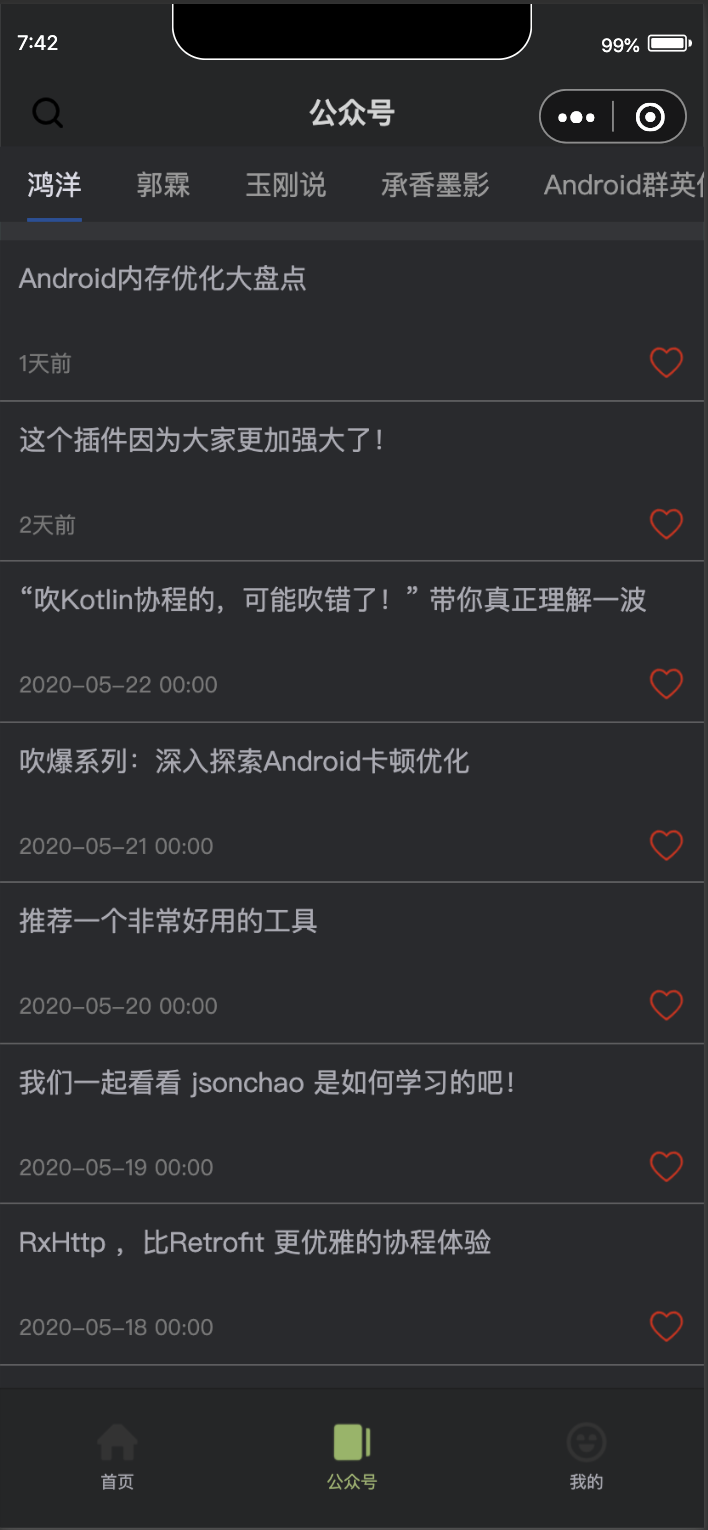 7:42
99%
公众号
鸿洋 郭霖 玉刚说 承香墨影 Android群英
Android内存优化大盘点
1天前
这个插件因为大家更加强大了！
2天前
“吹Kotlin协程的，可能吹错了！” 带你真正理解一波
2020-05-22 00:00
吹爆系列：深入探索Android卡顿优化
2020-05-21 00:00
推荐一个非常好用的工具
2020-05-20 00:00
我们一起看看 jsonchao 是如何学习的吧！
2020-05-19 00:00
RxHttp ，比Retrofit 更优雅的协程体验
2020-05-18 00:00
首页 公众号 我的